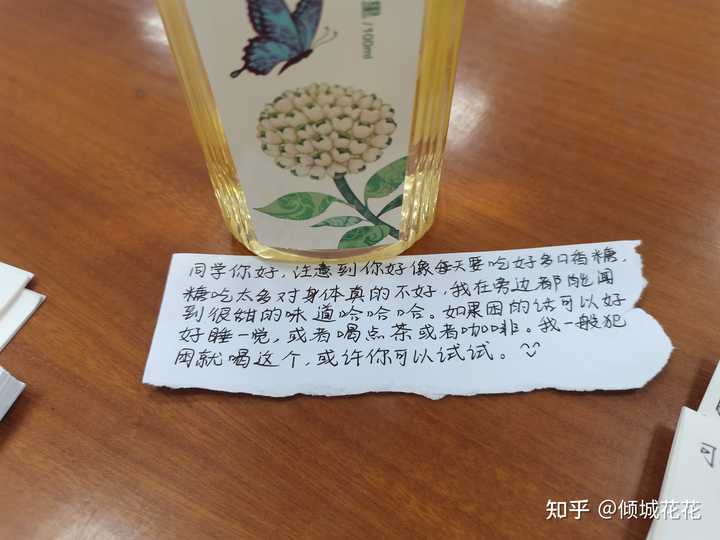 里/100ml
同学你好，注意到你好像每天要吃好多口香糖，
糖吃太多对身体真的不好，我在旁边都能闻
到很甜的味道哈哈哈。如果困的话可以好
好睡一觉，或者喝点茶或者咖啡。我一般犯
困就喝这个，或许你可以试试。
可
知乎 @倾城花花